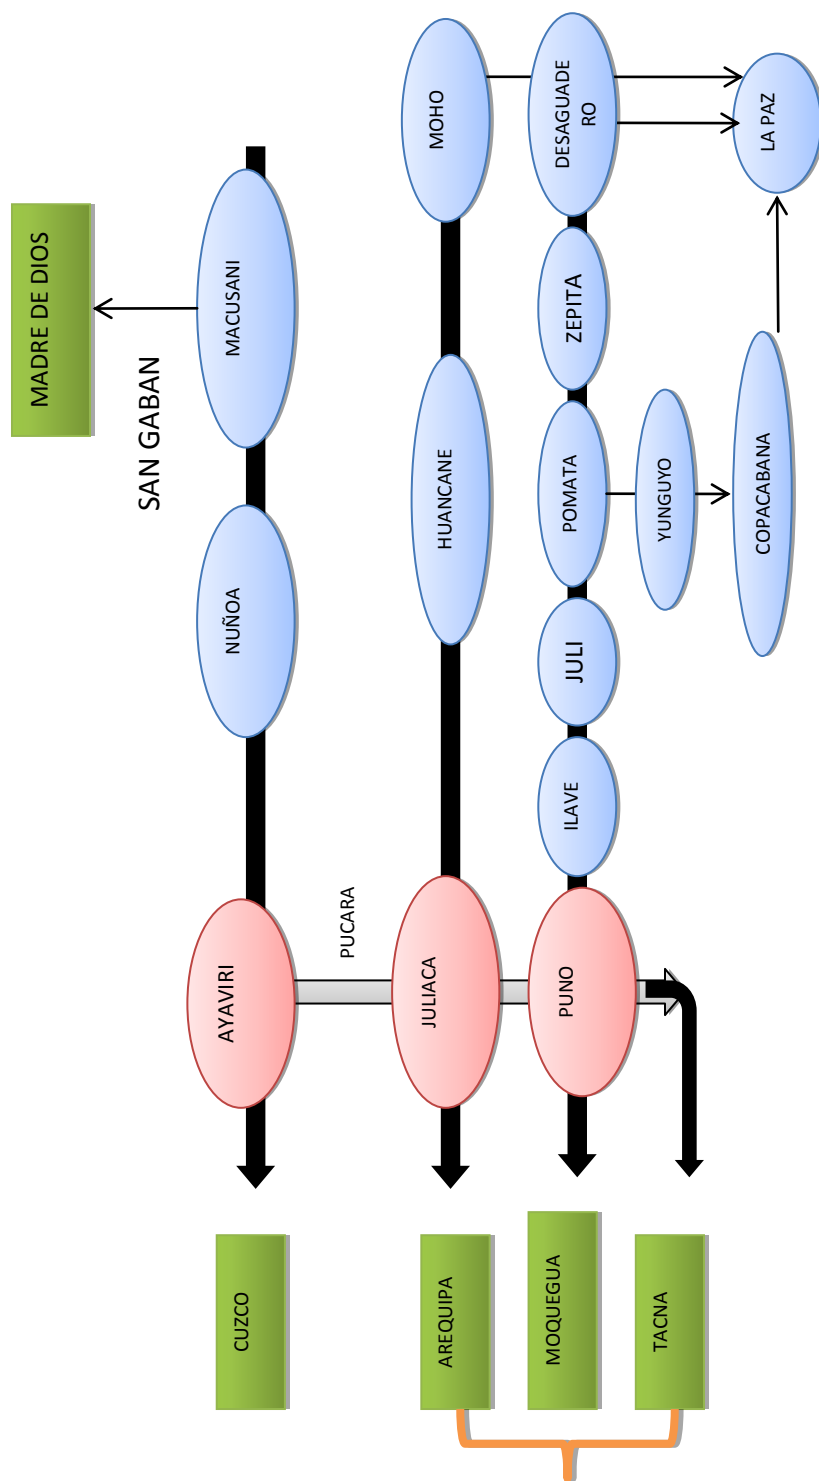 MADRE DE DIOS
SAN GABAN
MACUSANI
NUÑOA
AYAVIRI
CUZCO
PUCARA
MOHO
HUANCANE
JULIACA
AREQUIPA
DESAGUADE
RO
ZEPITA
POMATA
JULI
ILAVE
PUNO
MOQUEGUA
YUNGUYO
TACNA
LA PAZ
COPACABANA